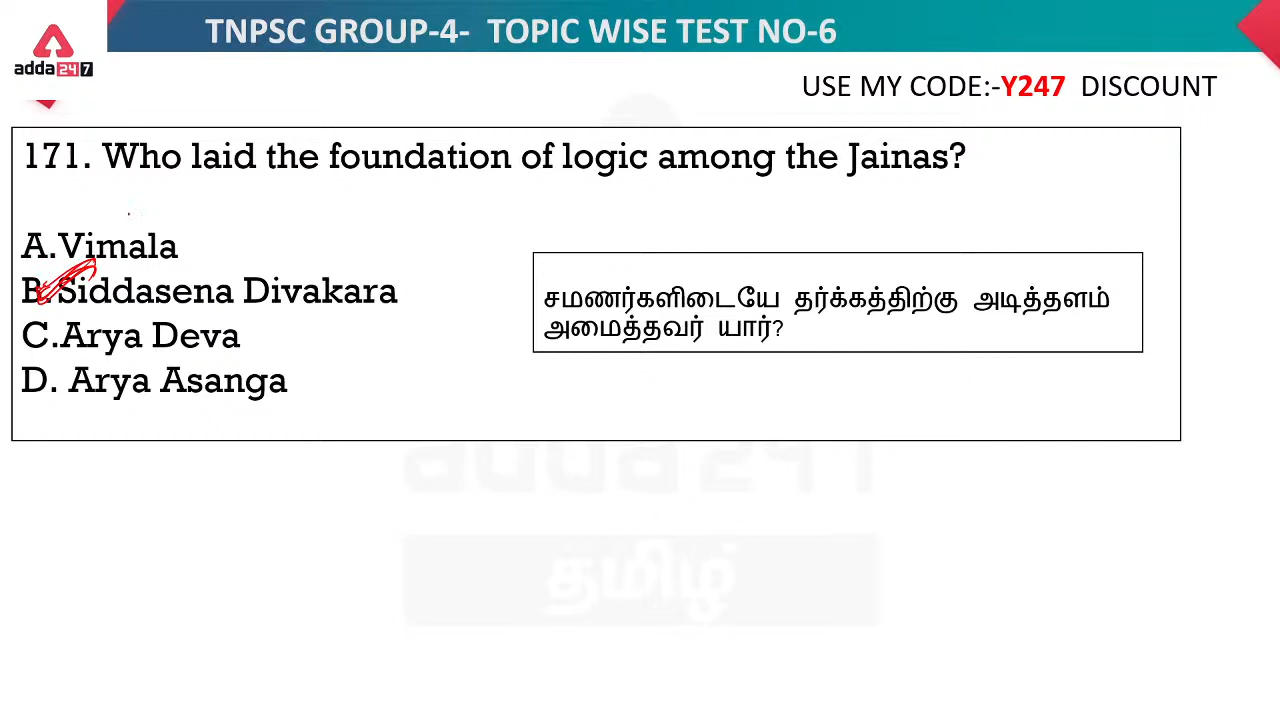 TNPSC GROUP-4- TOPIC WISE TEST NO-6
adda247
USE MY CODE:-Y247 DISCOUNT
171. Who laid the foundation of logic among the Jainas?
A.Vimala
B.Siddasena Divakara
C.Arya Deva
D. Arya Asanga
சமணர்களிடையே தர்க்கத்திற்கு அடித்தளம்
அமைத்தவர் யார்?
adda247
தமிழ்